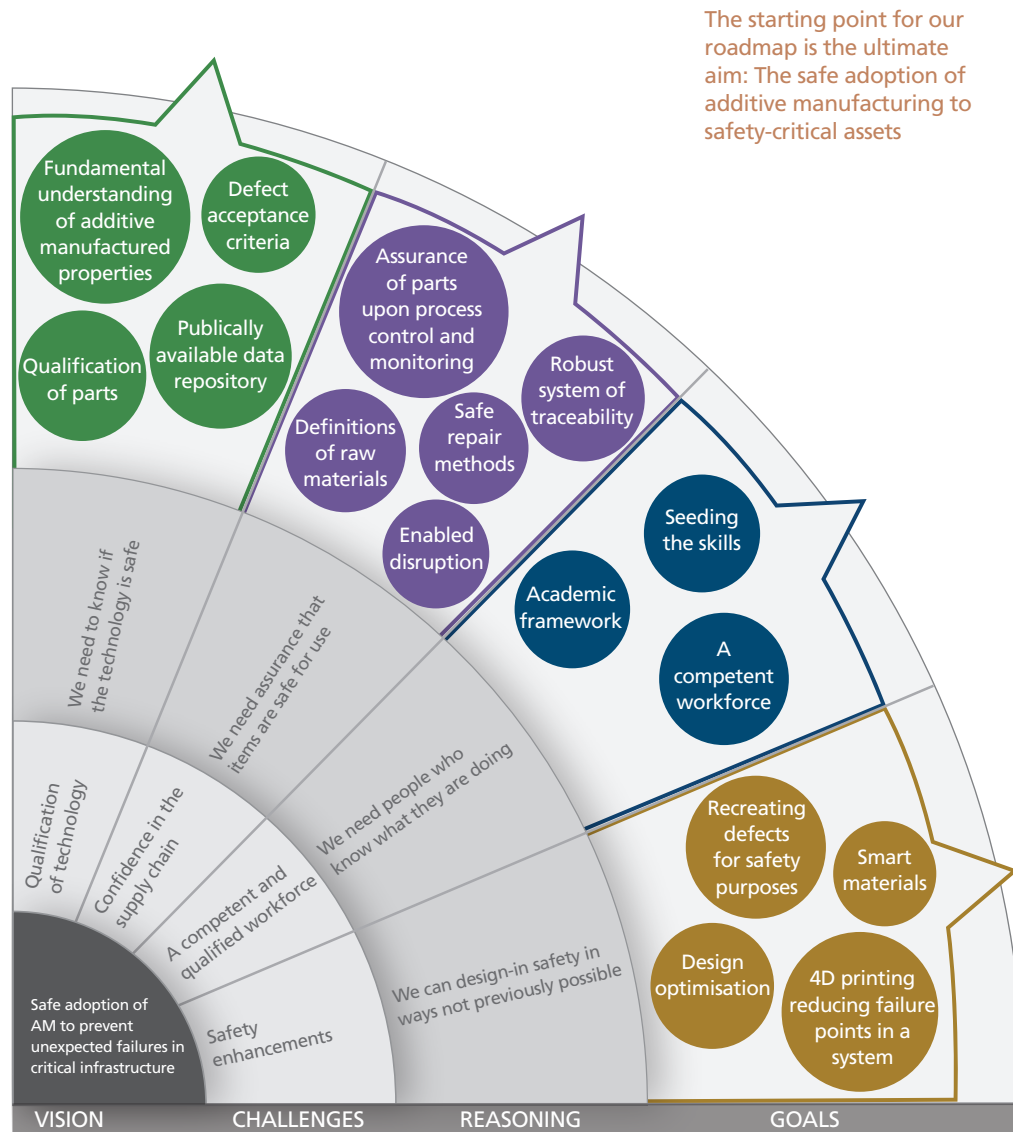 The starting point for our
roadmap is the ultimate
aim: The safe adoption of
additive manufacturing to
safety-critical assets
Fundamental
understanding
of additive
manufactured
properties
Defect
acceptance
criteria
Qualification
of parts
Publically
available data
repository
Assurance
of parts
upon process
control and
monitoring
Robust
system of
traceability
Definitions
of raw
materials
Safe
repair
methods
Enabled
disruption
Seeding
the skills
Academic
framework
A
competent
workforce
Recreating
defects
for safety
purposes
Smart
materials
Design
optimisation
4D printing
reducing failure
points in a
system
We need to know if
the technology is safe
We need assurance that
items are safe for use
We need people who
know what they are doing
We can design-in safety in
ways not previously possible
Qualification
of technology
Confidence in the
supply chain
A competent and
qualified workforce
Safety
enhancements
Safe adoption of
AM to prevent
unexpected failures in
critical infrastructure
VISION CHALLENGES REASONING GOALS